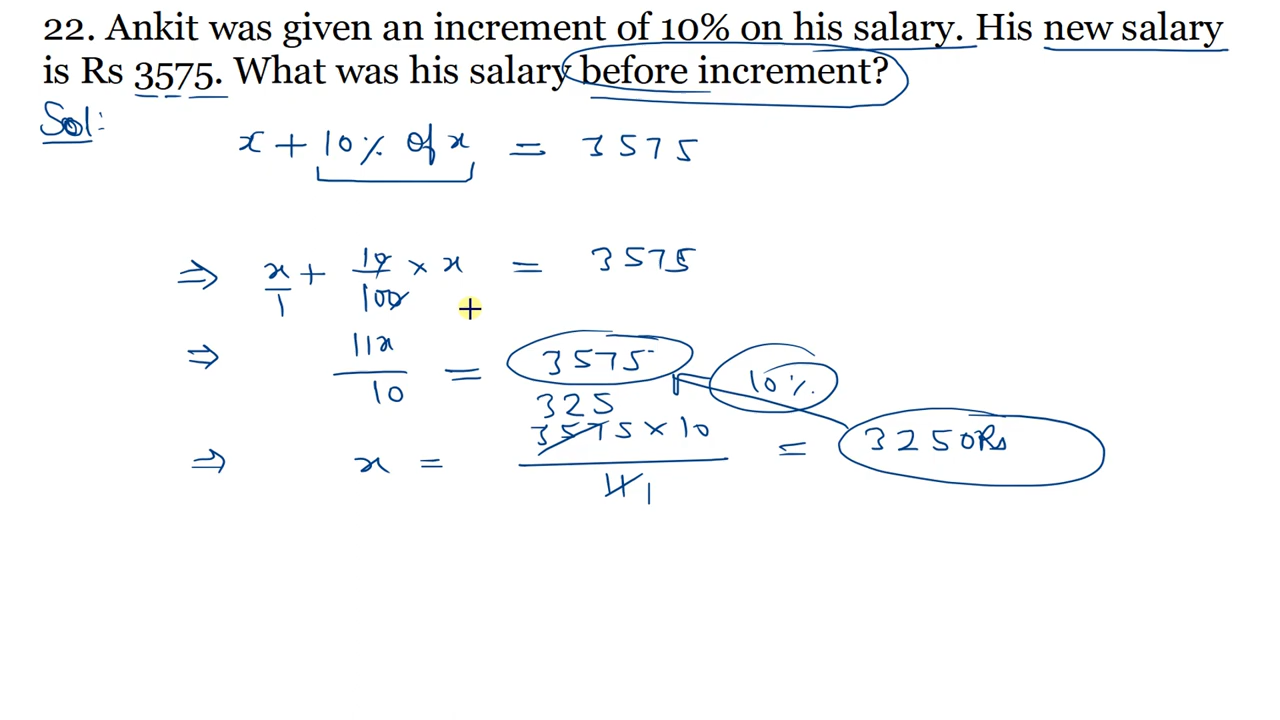 22. Ankit was given an increment of 10% on his salary. His new salary
is Rs 3575. What was his salary before increment?
Sol:
x + 10% of x = 3575
⇒ x/1 + 10/100 × x = 3575
⇒ 11x/10 = 3575
10%
325
⇒ x = 3575 × 10/11 = 3250Rs
1